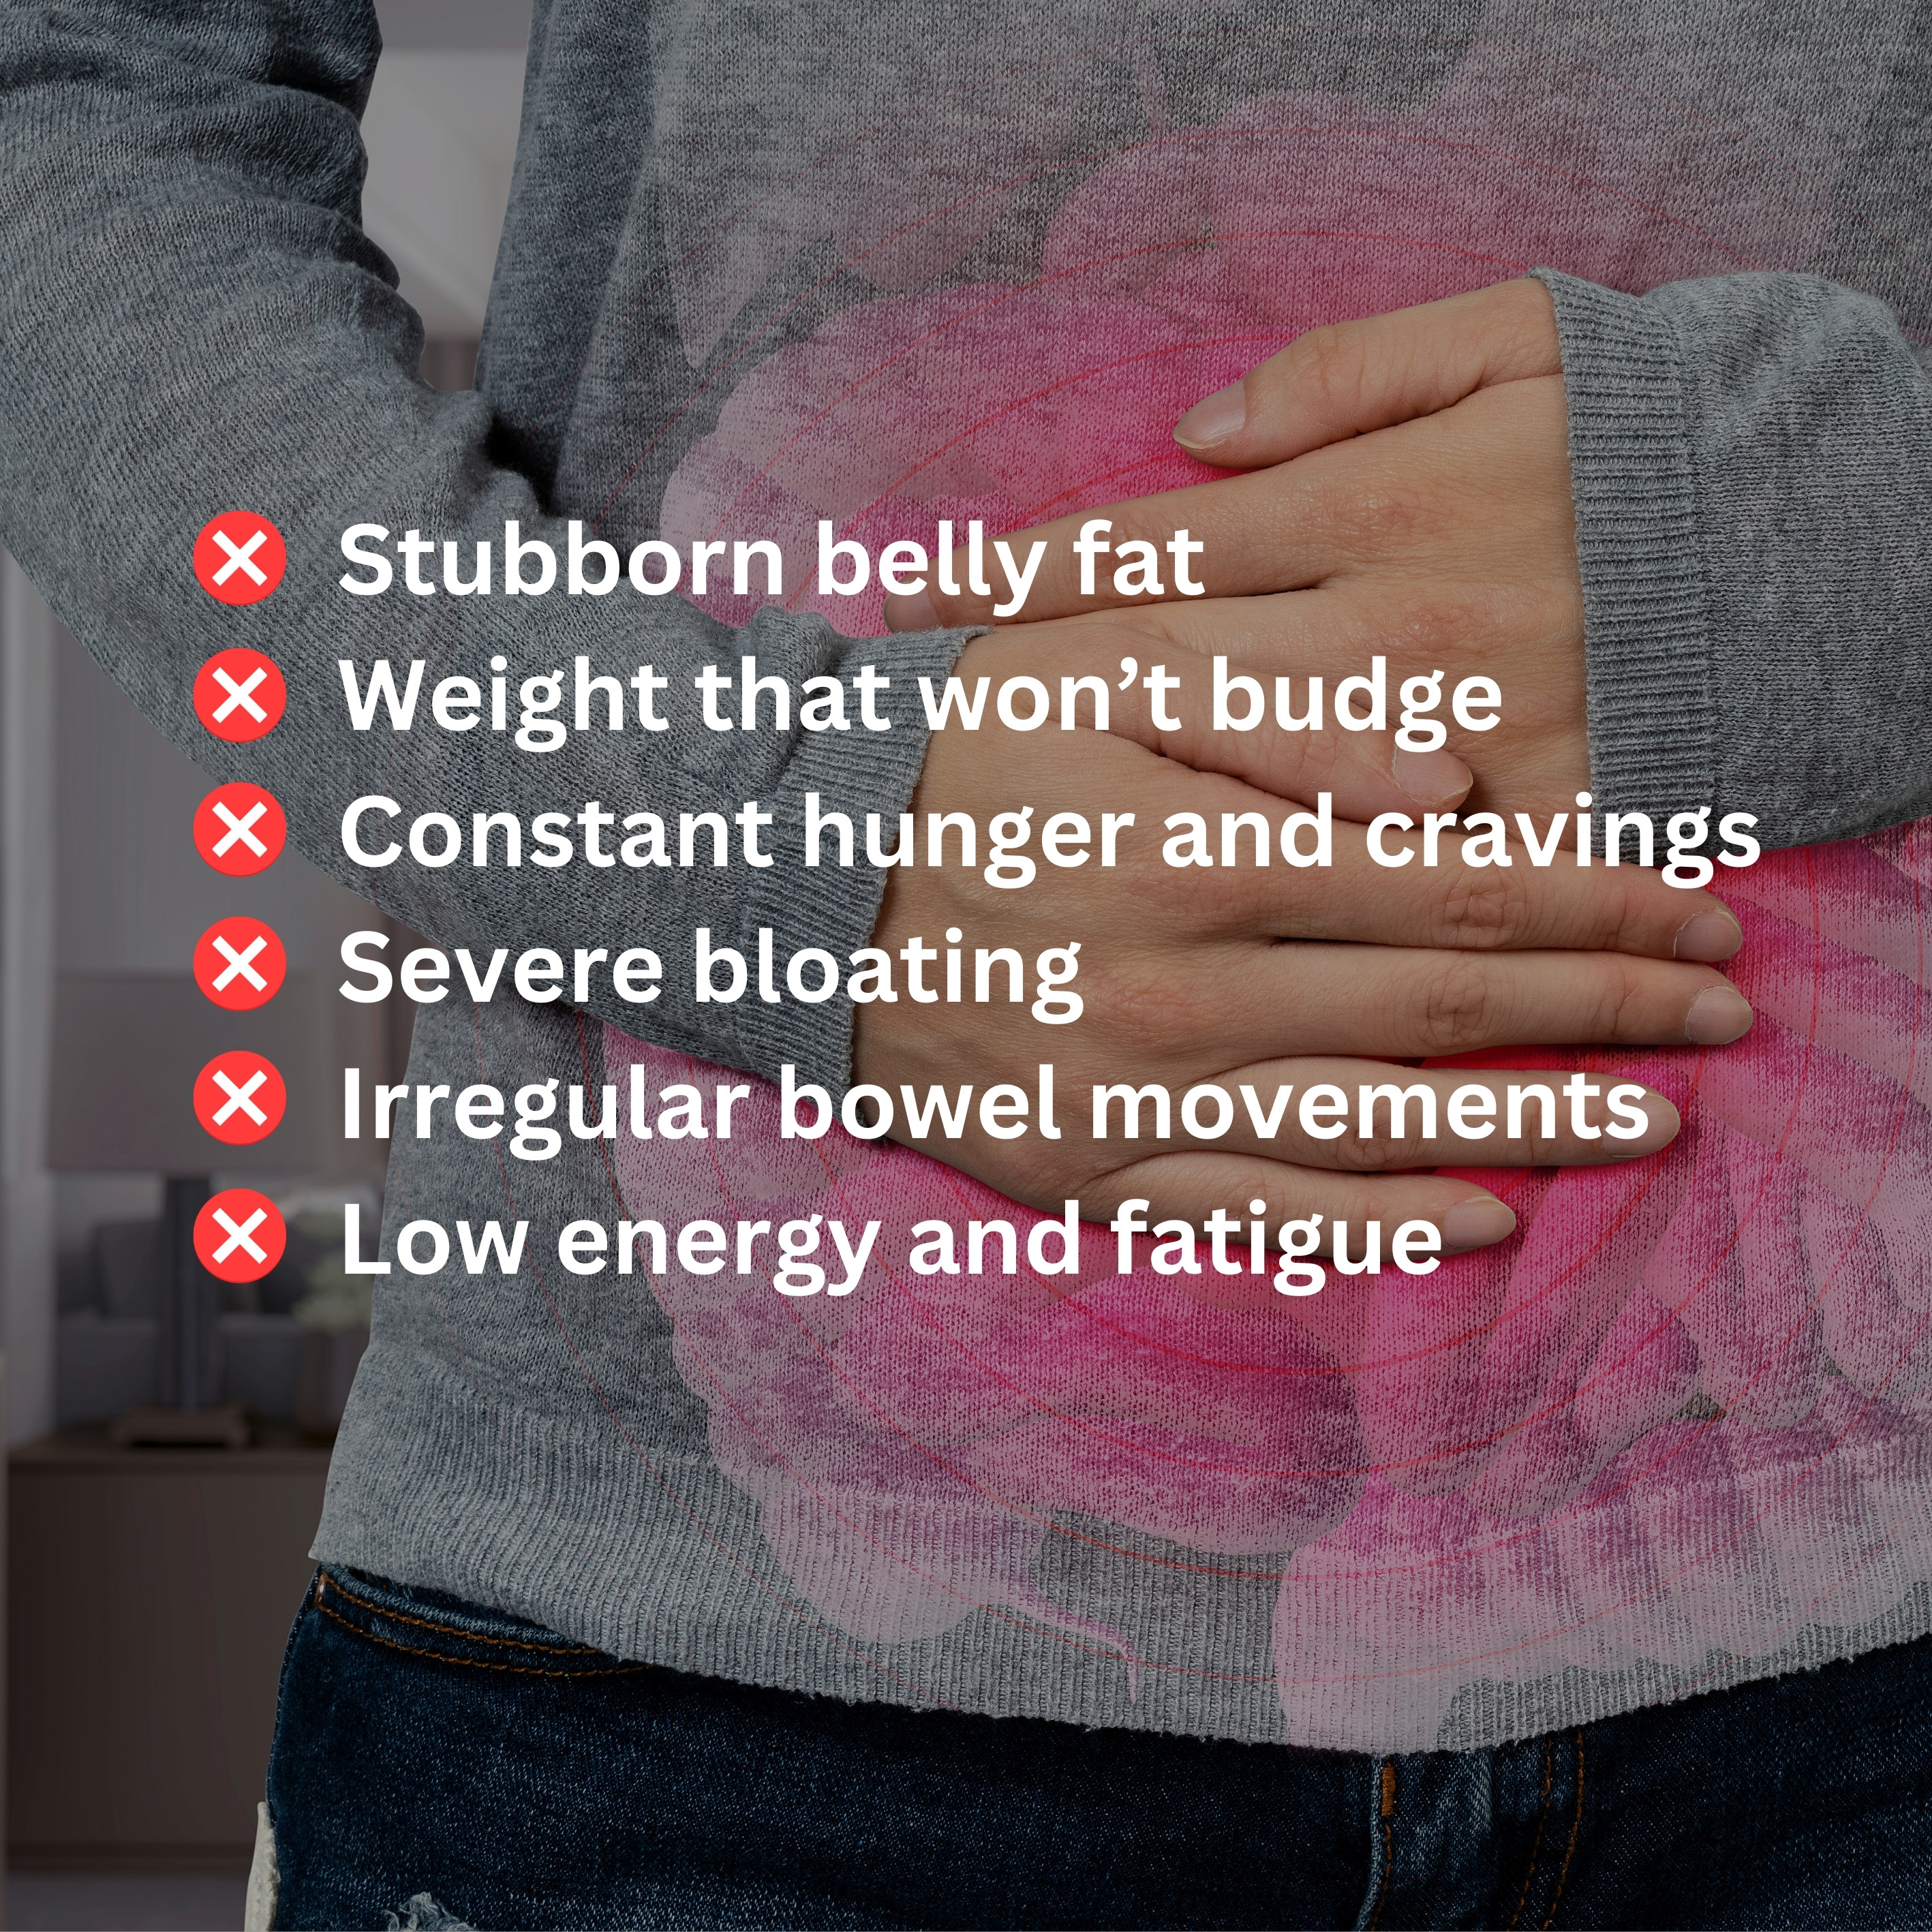 ❌ Stubborn belly fat
❌ Weight that won’t budge
❌ Constant hunger and cravings
❌ Severe bloating
❌ Irregular bowel movements
❌ Low energy and fatigue